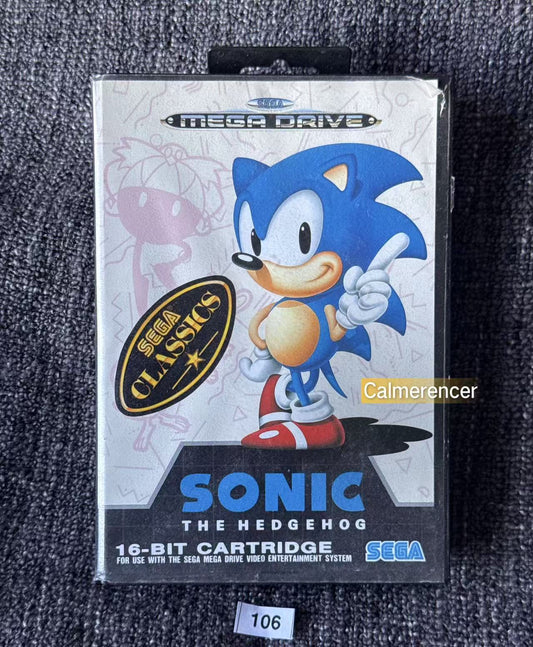 SEGA
MEGA DRIVE
SEGA
CLASSICS
Calmerencer
SONIC
THE HEDGEHOG
16-BIT CARTRIDGE
FOR USE WITH THE SEGA MEGA DRIVE VIDEO ENTERTAINMENT SYSTEM
SEGA
106